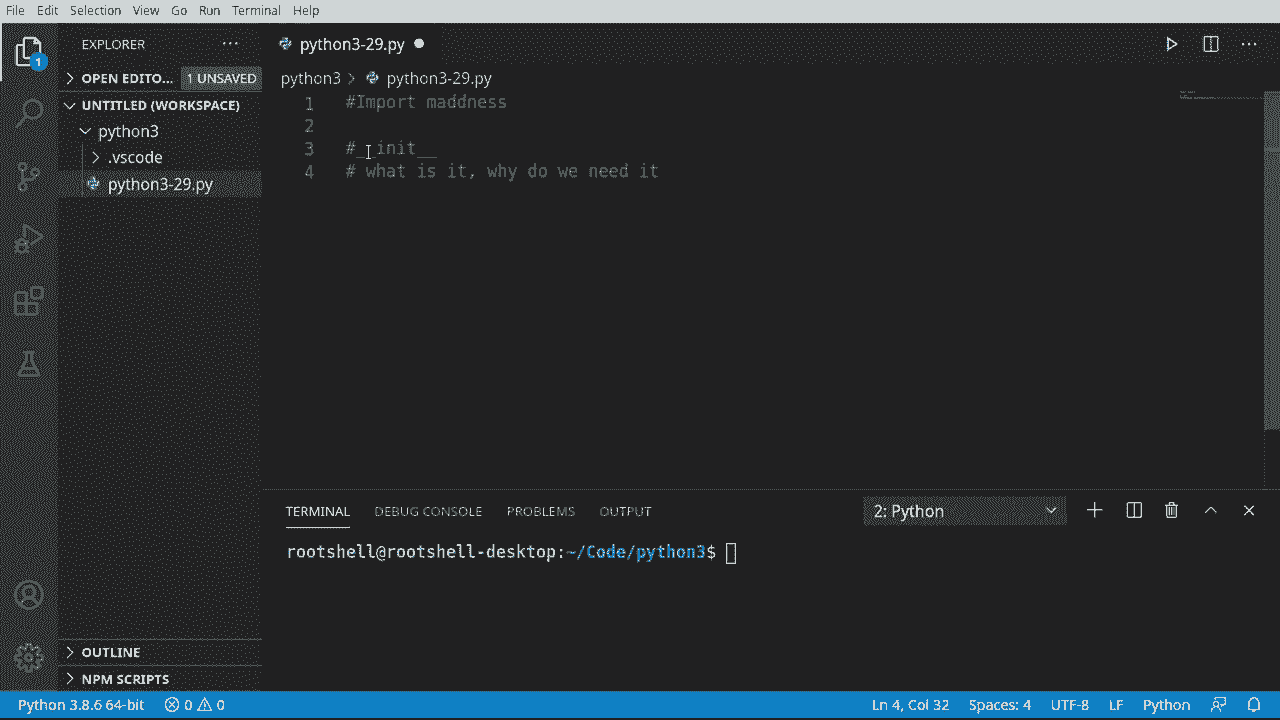 File Edit Selection View Go Run Terminal Help
EXPLORER
python3-29.py
OPEN EDITO... 1 UNSAVED
python3 > python3-29.py
UNTITLED (WORKSPACE)
python3
.vscode
python3-29.py
1 #Import maddness
2
3 #__init__
4 # what is it, why do we need it
1
TERMINAL DEBUG CONSOLE PROBLEMS OUTPUT 2: Python
rootshell@rootshell-desktop:~/Code/python3$
OUTLINE
NPM SCRIPTS
Python 3.8.6 64-bit 0 0 Ln 4, Col 32 Spaces: 4 UTF-8 LF Python